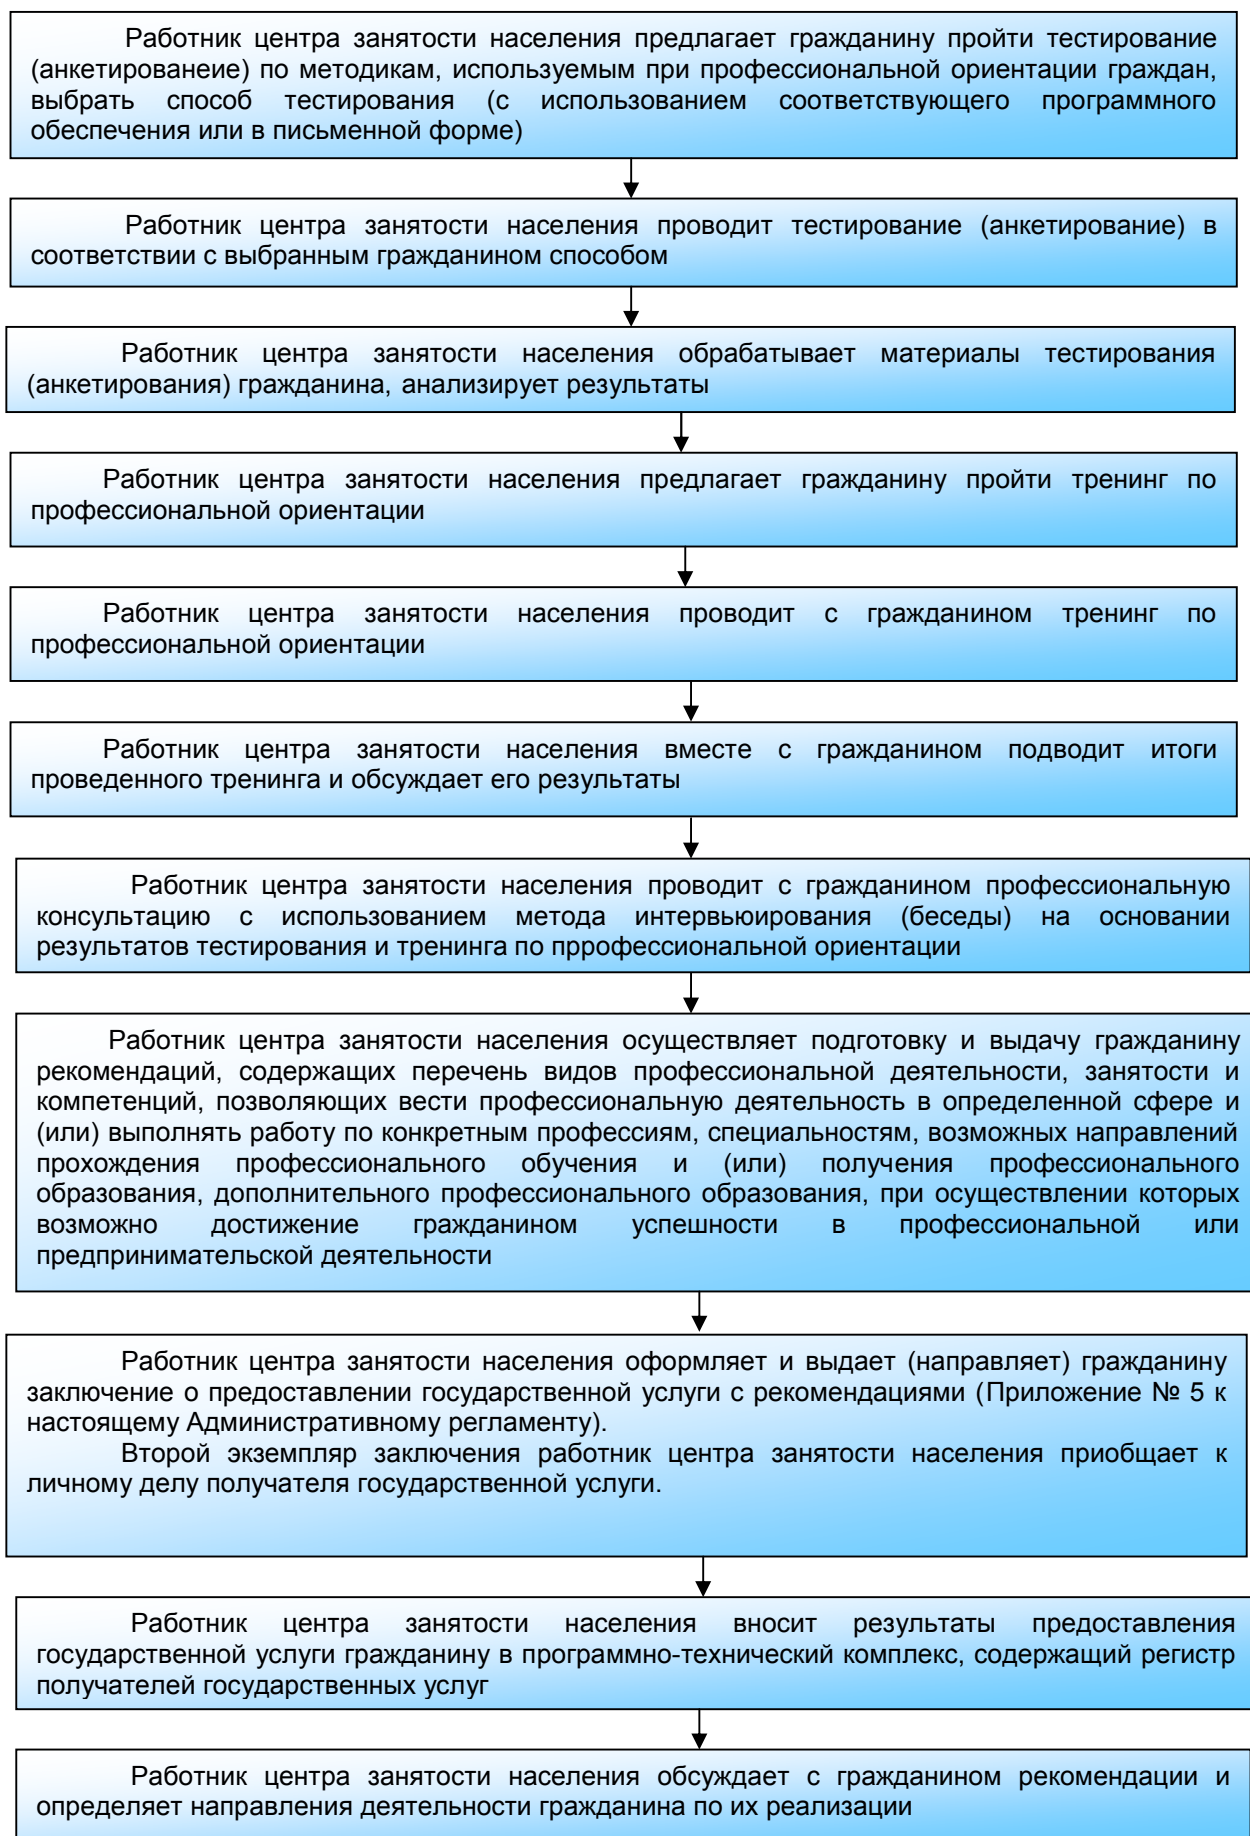 Работник центра занятости населения предлагает гражданину пройти тестирование
(анкетированеие) по методикам, используемым при профессиональной ориентации граждан,
выбрать способ тестирования (с использованием соответствующего программного
обеспечения или в письменной форме)
Работник центра занятости населения проводит тестирование (анкетирование) в
соответствии с выбранным гражданином способом
Работник центра занятости населения обрабатывает материалы тестирования
(анкетирования) гражданина, анализирует результаты
Работник центра занятости населения предлагает гражданину пройти тренинг по
профессиональной ориентации
Работник центра занятости населения проводит с гражданином тренинг по
профессиональной ориентации
Работник центра занятости населения вместе с гражданином подводит итоги
проведенного тренинга и обсуждает его результаты
Работник центра занятости населения проводит с гражданином профессиональную
консультацию с использованием метода интервьюирования (беседы) на основании
результатов тестирования и тренинга по пррофессиональной ориентации
Работник центра занятости населения осуществляет подготовку и выдачу гражданину
рекомендаций, содержащих перечень видов профессиональной деятельности, занятости и
компетенций, позволяющих вести профессиональную деятельность в определенной сфере и
(или) выполнять работу по конкретным профессиям, специальностям, возможных направлений
прохождения профессионального обучения и (или) получения профессионального
образования, дополнительного профессионального образования, при осуществлении которых
возможно достижение гражданином успешности в профессиональной или
предпринимательской деятельности
Работник центра занятости населения оформляет и выдает (направляет) гражданину
заключение о предоставлении государственной услуги с рекомендациями (Приложение № 5 к
настоящему Административному регламенту).
Второй экземпляр заключения работник центра занятости населения приобщает к
личному делу получателя государственной услуги.
Работник центра занятости населения вносит результаты предоставления
государственной услуги гражданину в программно-технический комплекс, содержащий регистр
получателей государственных услуг
Работник центра занятости населения обсуждает с гражданином рекомендации и
определяет направления деятельности гражданина по их реализации